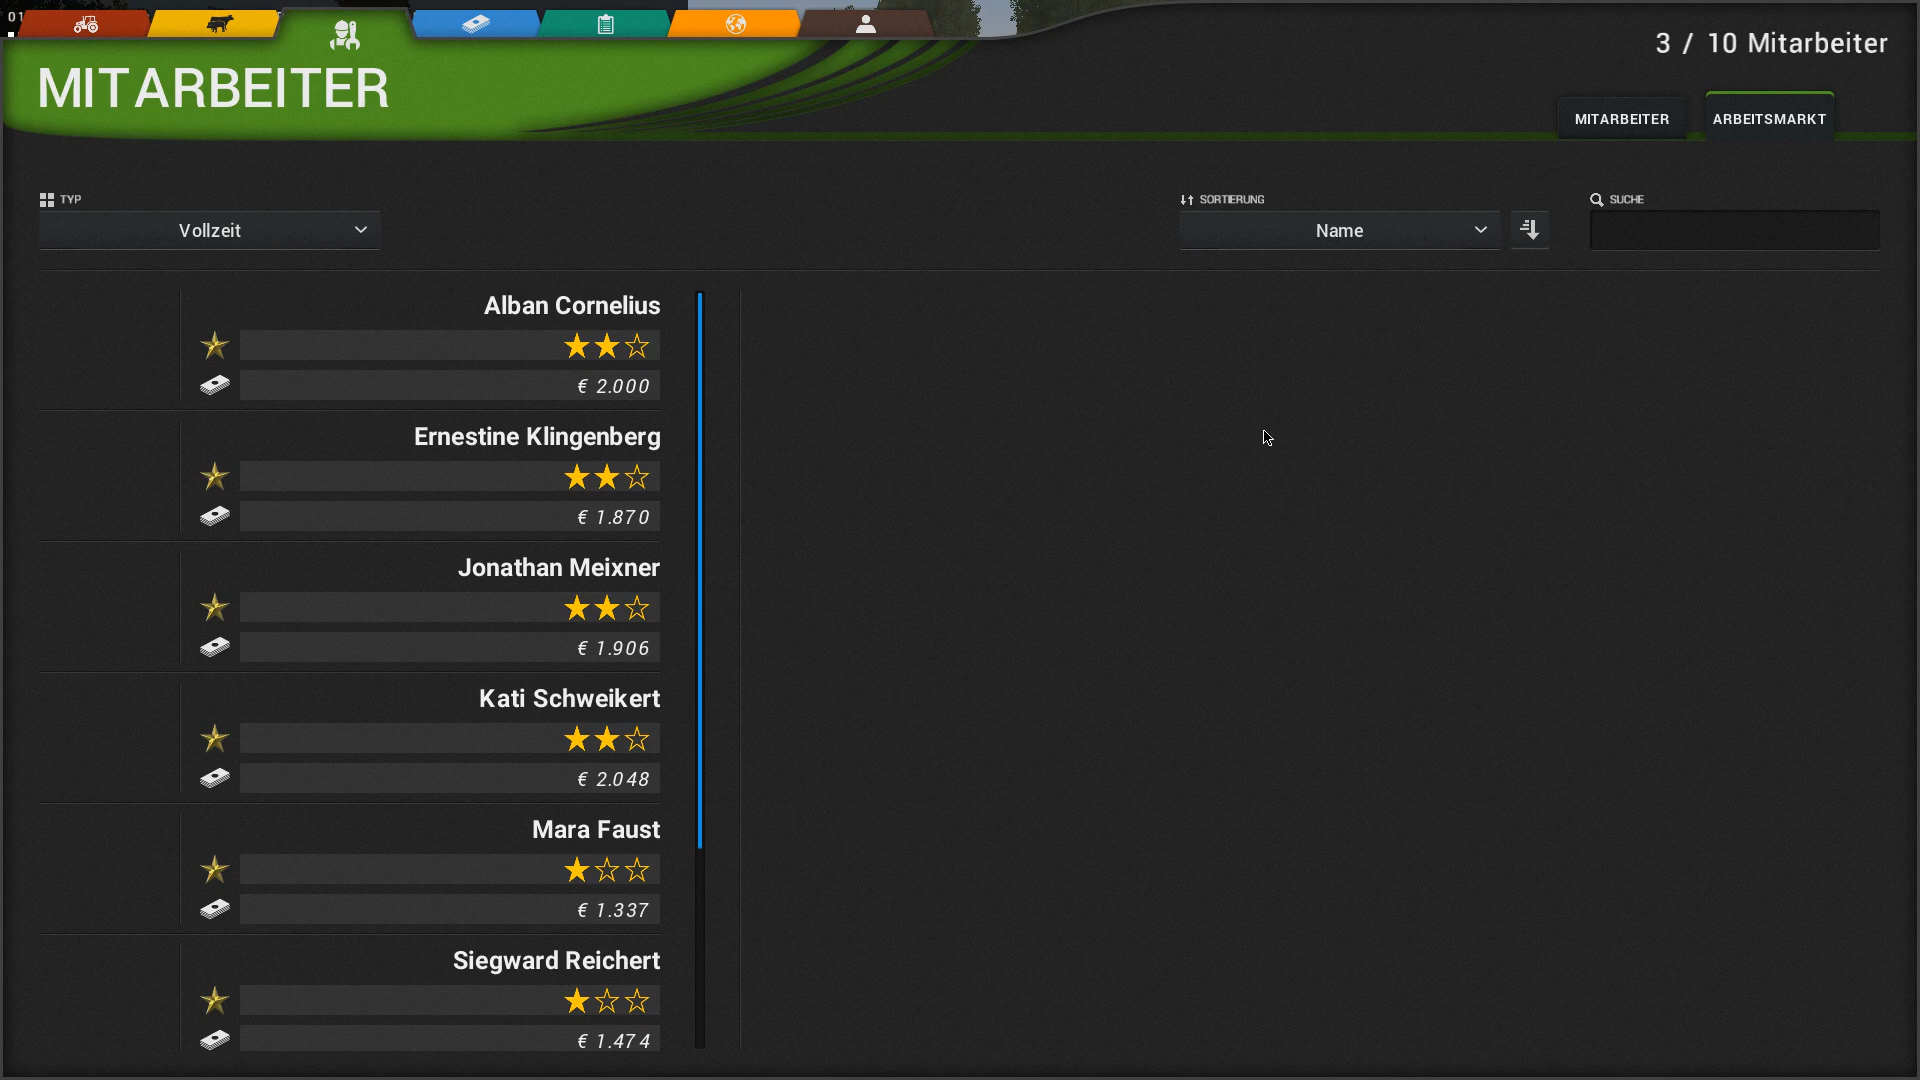 01
3 / 10 Mitarbeiter
MITARBEITER
MITARBEITER
ARBEITSMARKT
TYP
SORTIERUNG
SUCHE
Vollzeit
Name
Alban Cornelius
€ 2.000
Ernestine Klingenberg
€ 1.870
Jonathan Meixner
€ 1.906
Kati Schweikert
€ 2.048
Mara Faust
€ 1.337
Siegward Reichert
€ 1.474